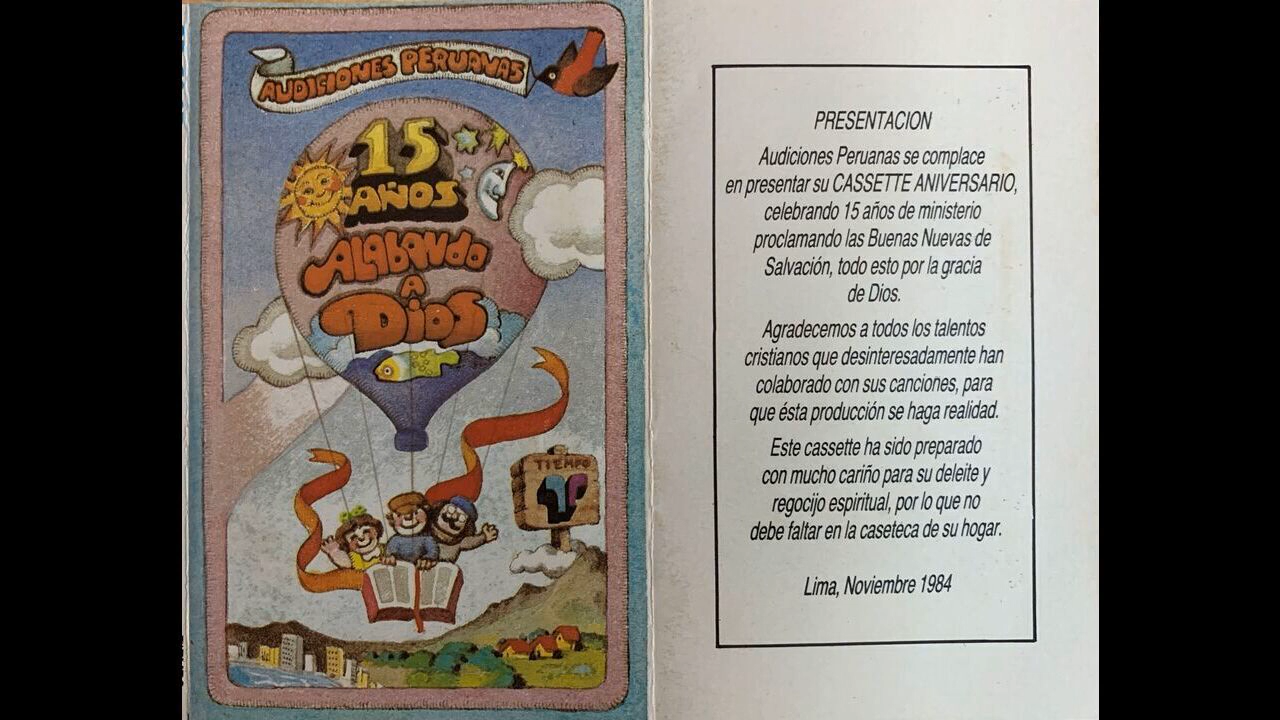 AUDICIONES PERUANAS
15
AÑOS
ALABANDO
A
DIOS
TIEMPO
PRESENTACION
Audiciones Peruanas se complace
en presentar su CASSETTE ANIVERSARIO,
celebrando 15 años de ministerio
proclamando las Buenas Nuevas de
Salvación, todo esto por la gracia
de Dios.
Agradecemos a todos los talentos
cristianos que desinteresadamente han
colaborado con sus canciones, para
que ésta producción se haga realidad.
Este cassette ha sido preparado
con mucho cariño para su deleite y
regocijo espiritual, por lo que no
debe faltar en la caseteca de su hogar.
Lima, Noviembre 1984